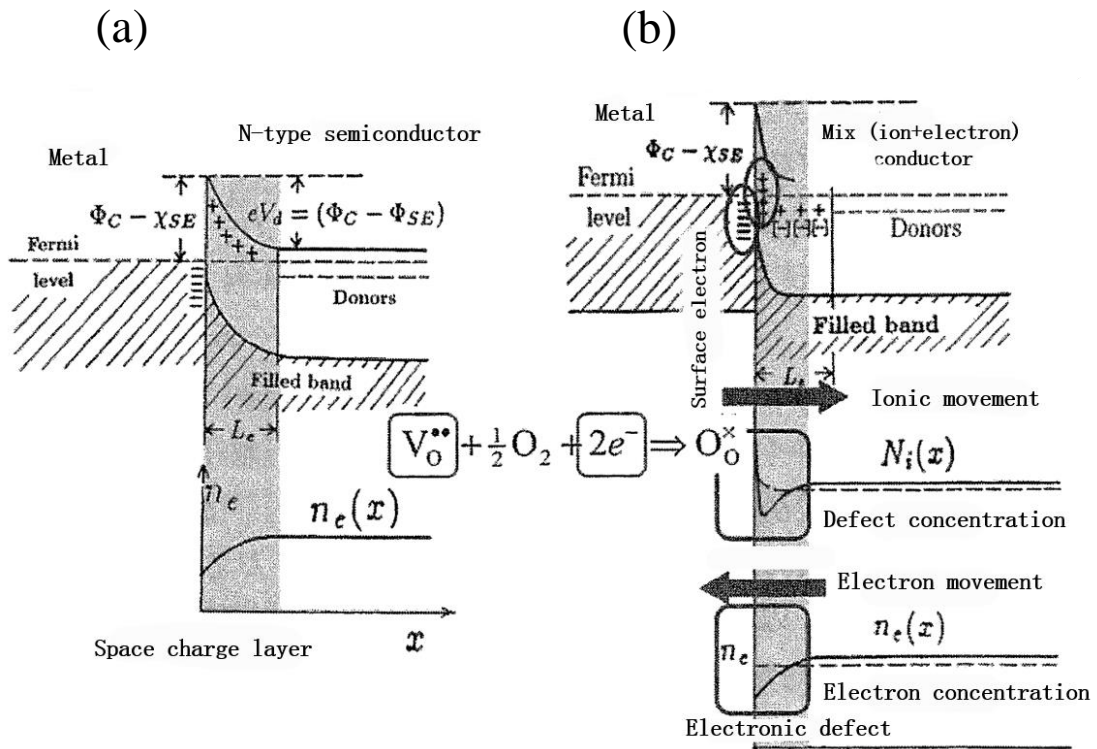 (a)
N-type semiconductor
Metal
Φ_C − χ_SE
eV_d = (Φ_C − Φ_SE)
Fermi
level
Donors
Filled band
L_e
n_e
n_e(x)
x
Space charge layer
V_O^•• + ½O₂ + 2e⁻ ⇒ O_O^×
(b)
Metal
Mix (ion+electron)
conductor
Φ_C − χ_SE
Fermi
level
[-][-][-]
Donors
Filled band
Surface electron
Ionic movement
N_i(x)
Defect concentration
Electron movement
n_e
n_e(x)
Electron concentration
Electronic defect